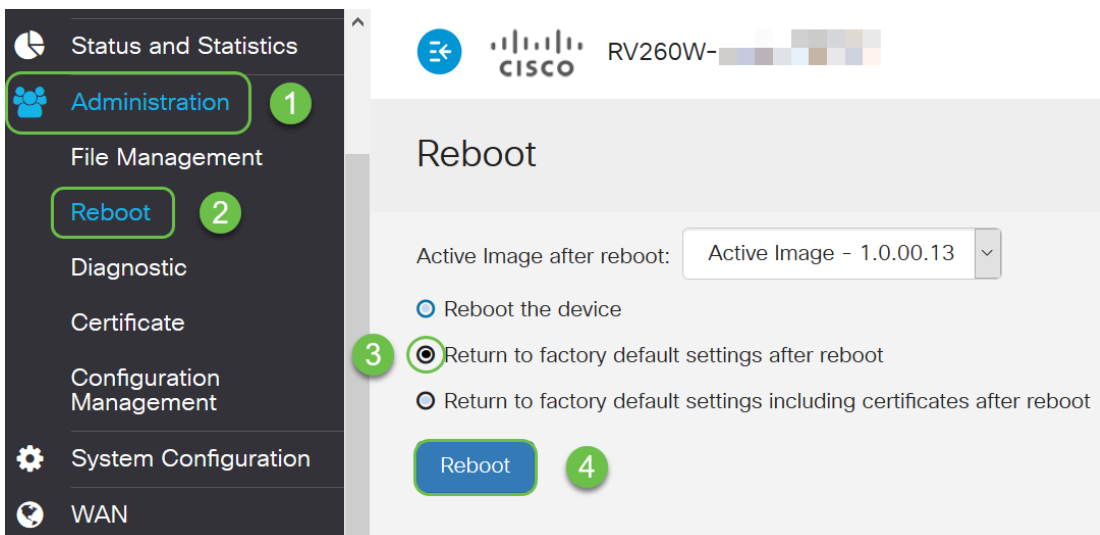 Status and Statistics
Administration
1
File Management
Reboot
2
Diagnostic
Certificate
Configuration
Management
System Configuration
WAN
CISCO
RV260W-
Reboot
Active Image after reboot:
Active Image - 1.0.00.13
Reboot the device
3
Return to factory default settings after reboot
Return to factory default settings including certificates after reboot
Reboot
4